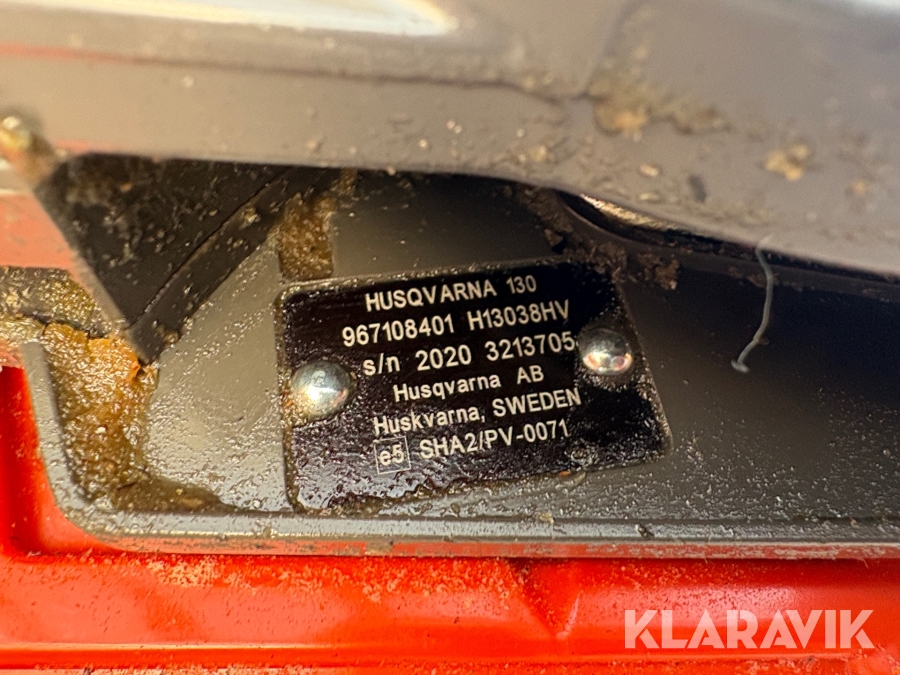 HUSQVARNA 130
967108401 H13038HV
s/n 2020 3213705
Husqvarna AB
Huskvarna, SWEDEN
e5 SHA2/PV-0071
KLARAVIK